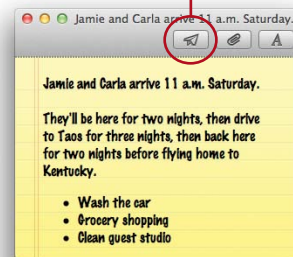 Jamie and Carla arrive 11 a.m. Saturday.
A
Jamie and Carla arrive 11 a.m. Saturday.
They'll be here for two nights, then drive
to Taos for three nights, then back here
for two nights before flying home to
Kentucky.
• Wash the car
• Grocery shopping
• Clean guest studio